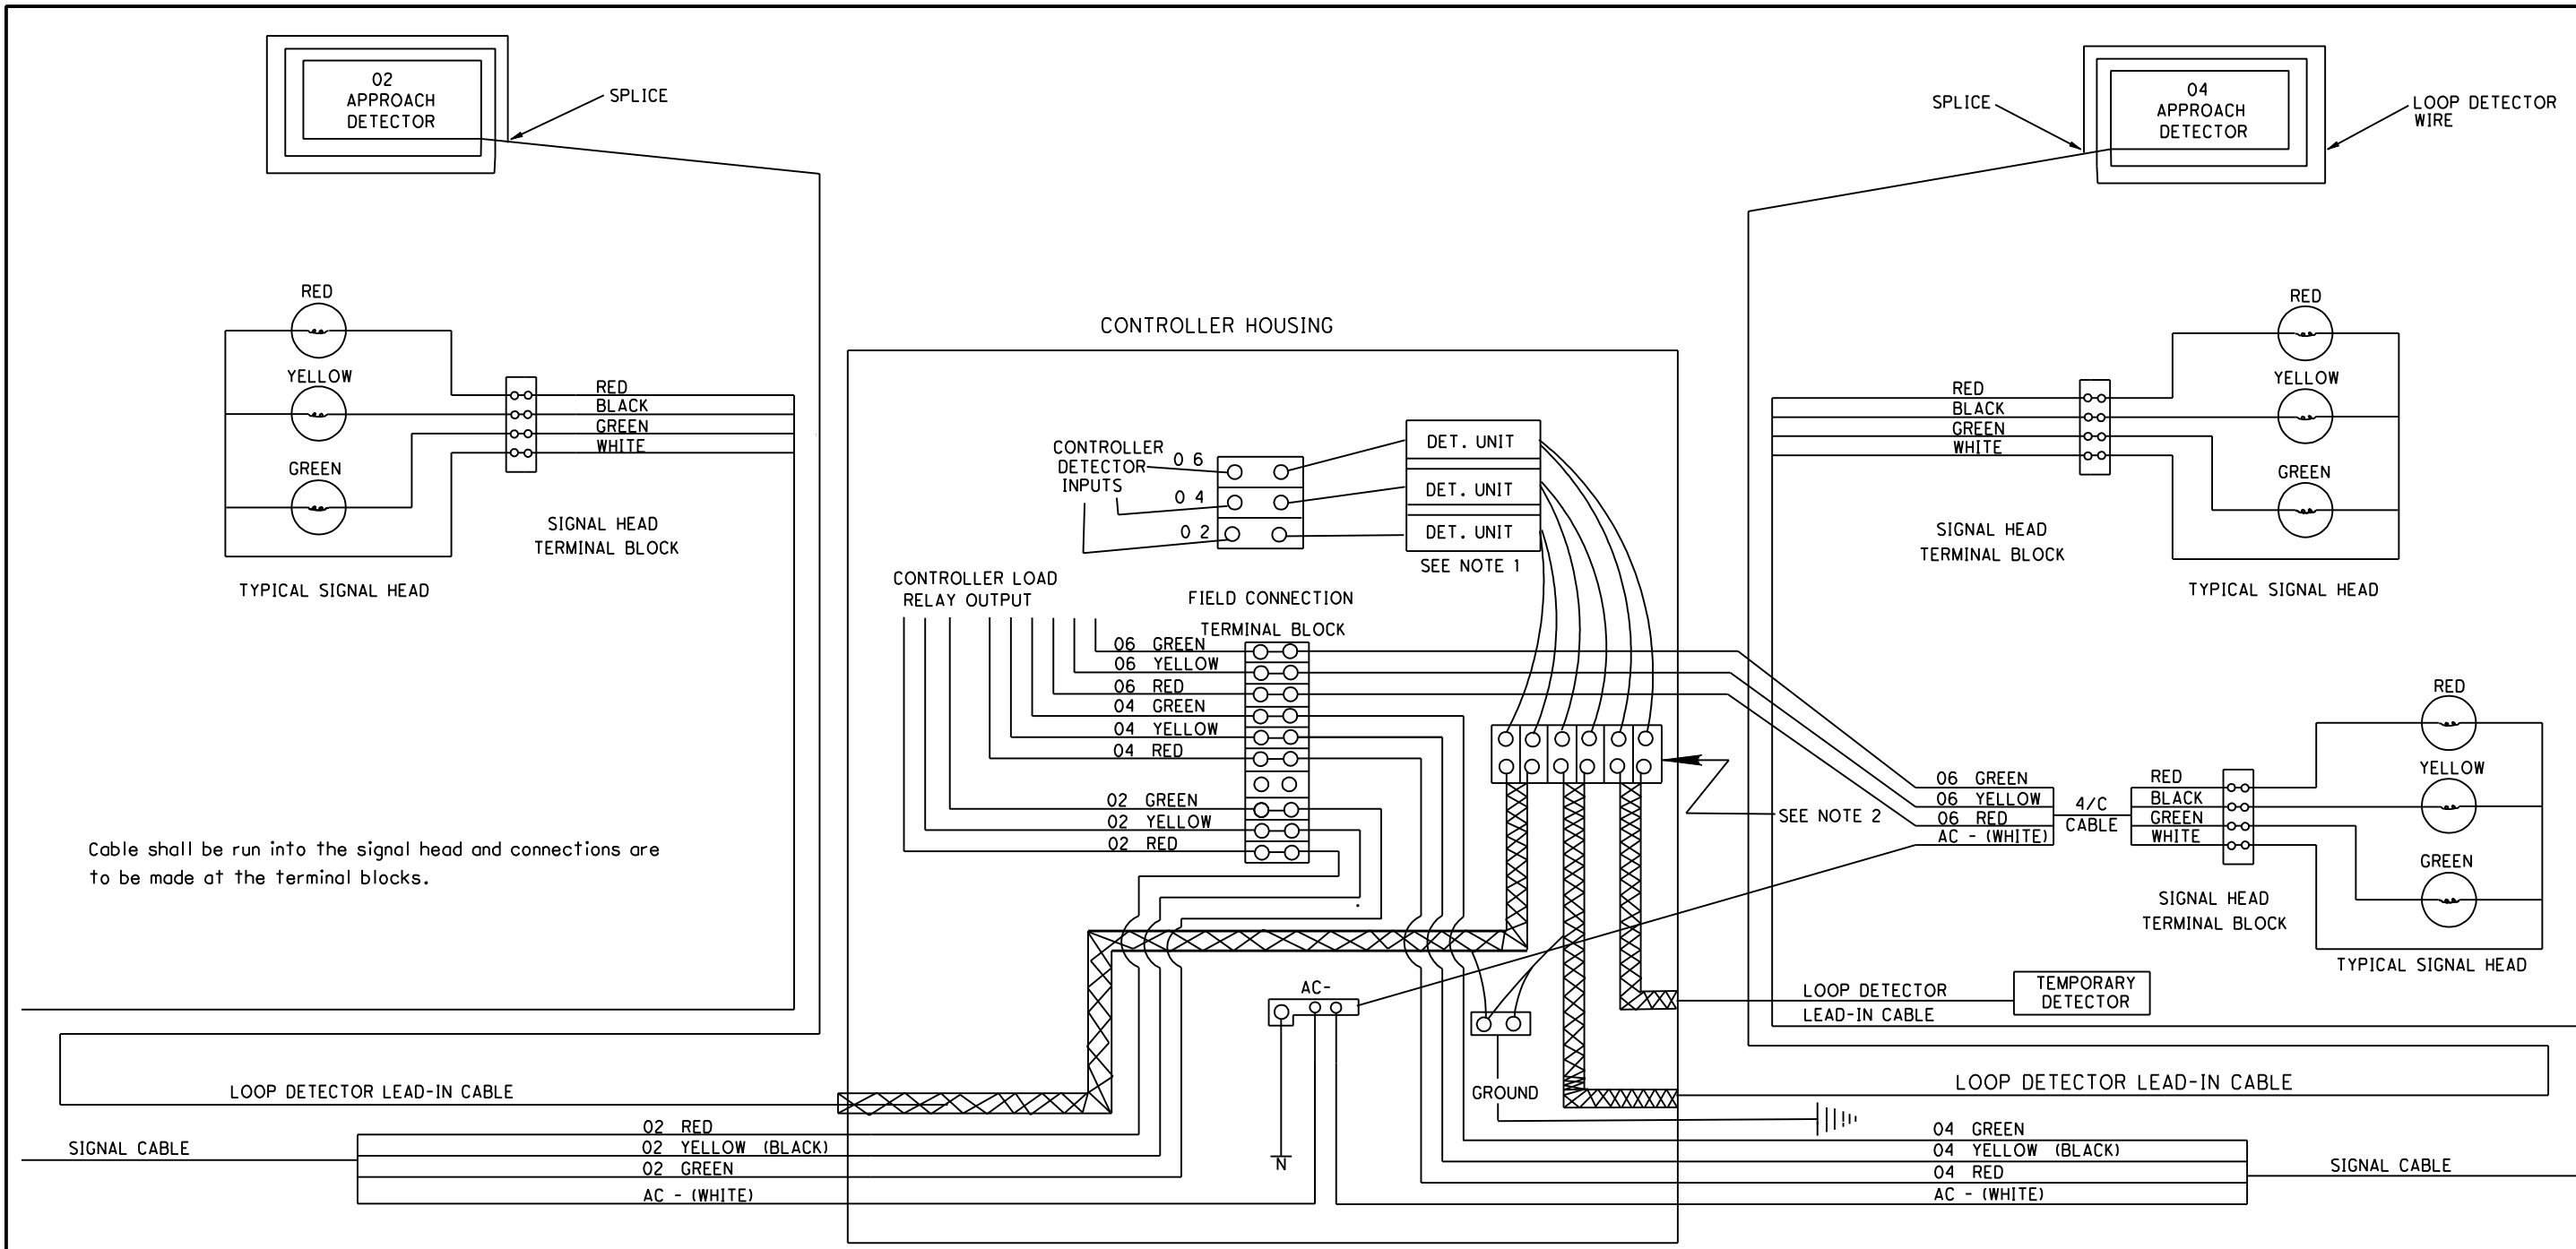 02
APPROACH
DETECTOR
SPLICE
SPLICE
04
APPROACH
DETECTOR
LOOP DETECTOR
WIRE
RED
YELLOW
GREEN
RED
BLACK
GREEN
WHITE
SIGNAL HEAD
TERMINAL BLOCK
TYPICAL SIGNAL HEAD
Cable shall be run into the signal head and connections are
to be made at the terminal blocks.
CONTROLLER HOUSING
CONTROLLER
DETECTOR
INPUTS
0 6
0 4
0 2
DET. UNIT
DET. UNIT
DET. UNIT
SEE NOTE 1
CONTROLLER LOAD
RELAY OUTPUT
FIELD CONNECTION
TERMINAL BLOCK
06 GREEN
06 YELLOW
06 RED
04 GREEN
04 YELLOW
04 RED
02 GREEN
02 YELLOW
02 RED
SEE NOTE 2
AC-
N
GROUND
RED
BLACK
GREEN
WHITE
SIGNAL HEAD
TERMINAL BLOCK
RED
YELLOW
GREEN
TYPICAL SIGNAL HEAD
06 GREEN
06 YELLOW
06 RED
AC - (WHITE)
4/C
CABLE
RED
BLACK
GREEN
WHITE
SIGNAL HEAD
TERMINAL BLOCK
RED
YELLOW
GREEN
TYPICAL SIGNAL HEAD
LOOP DETECTOR
LEAD-IN CABLE
TEMPORARY
DETECTOR
LOOP DETECTOR LEAD-IN CABLE
LOOP DETECTOR LEAD-IN CABLE
SIGNAL CABLE
02 RED
02 YELLOW (BLACK)
02 GREEN
AC - (WHITE)
04 GREEN
04 YELLOW (BLACK)
04 RED
AC - (WHITE)
SIGNAL CABLE